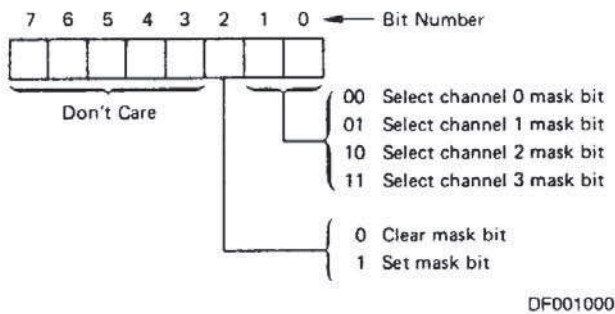 7 6 5 4 3 2 1 0 Bit Number
Don't Care
00 Select channel 0 mask bit
01 Select channel 1 mask bit
10 Select channel 2 mask bit
11 Select channel 3 mask bit
0 Clear mask bit
1 Set mask bit
DF001000